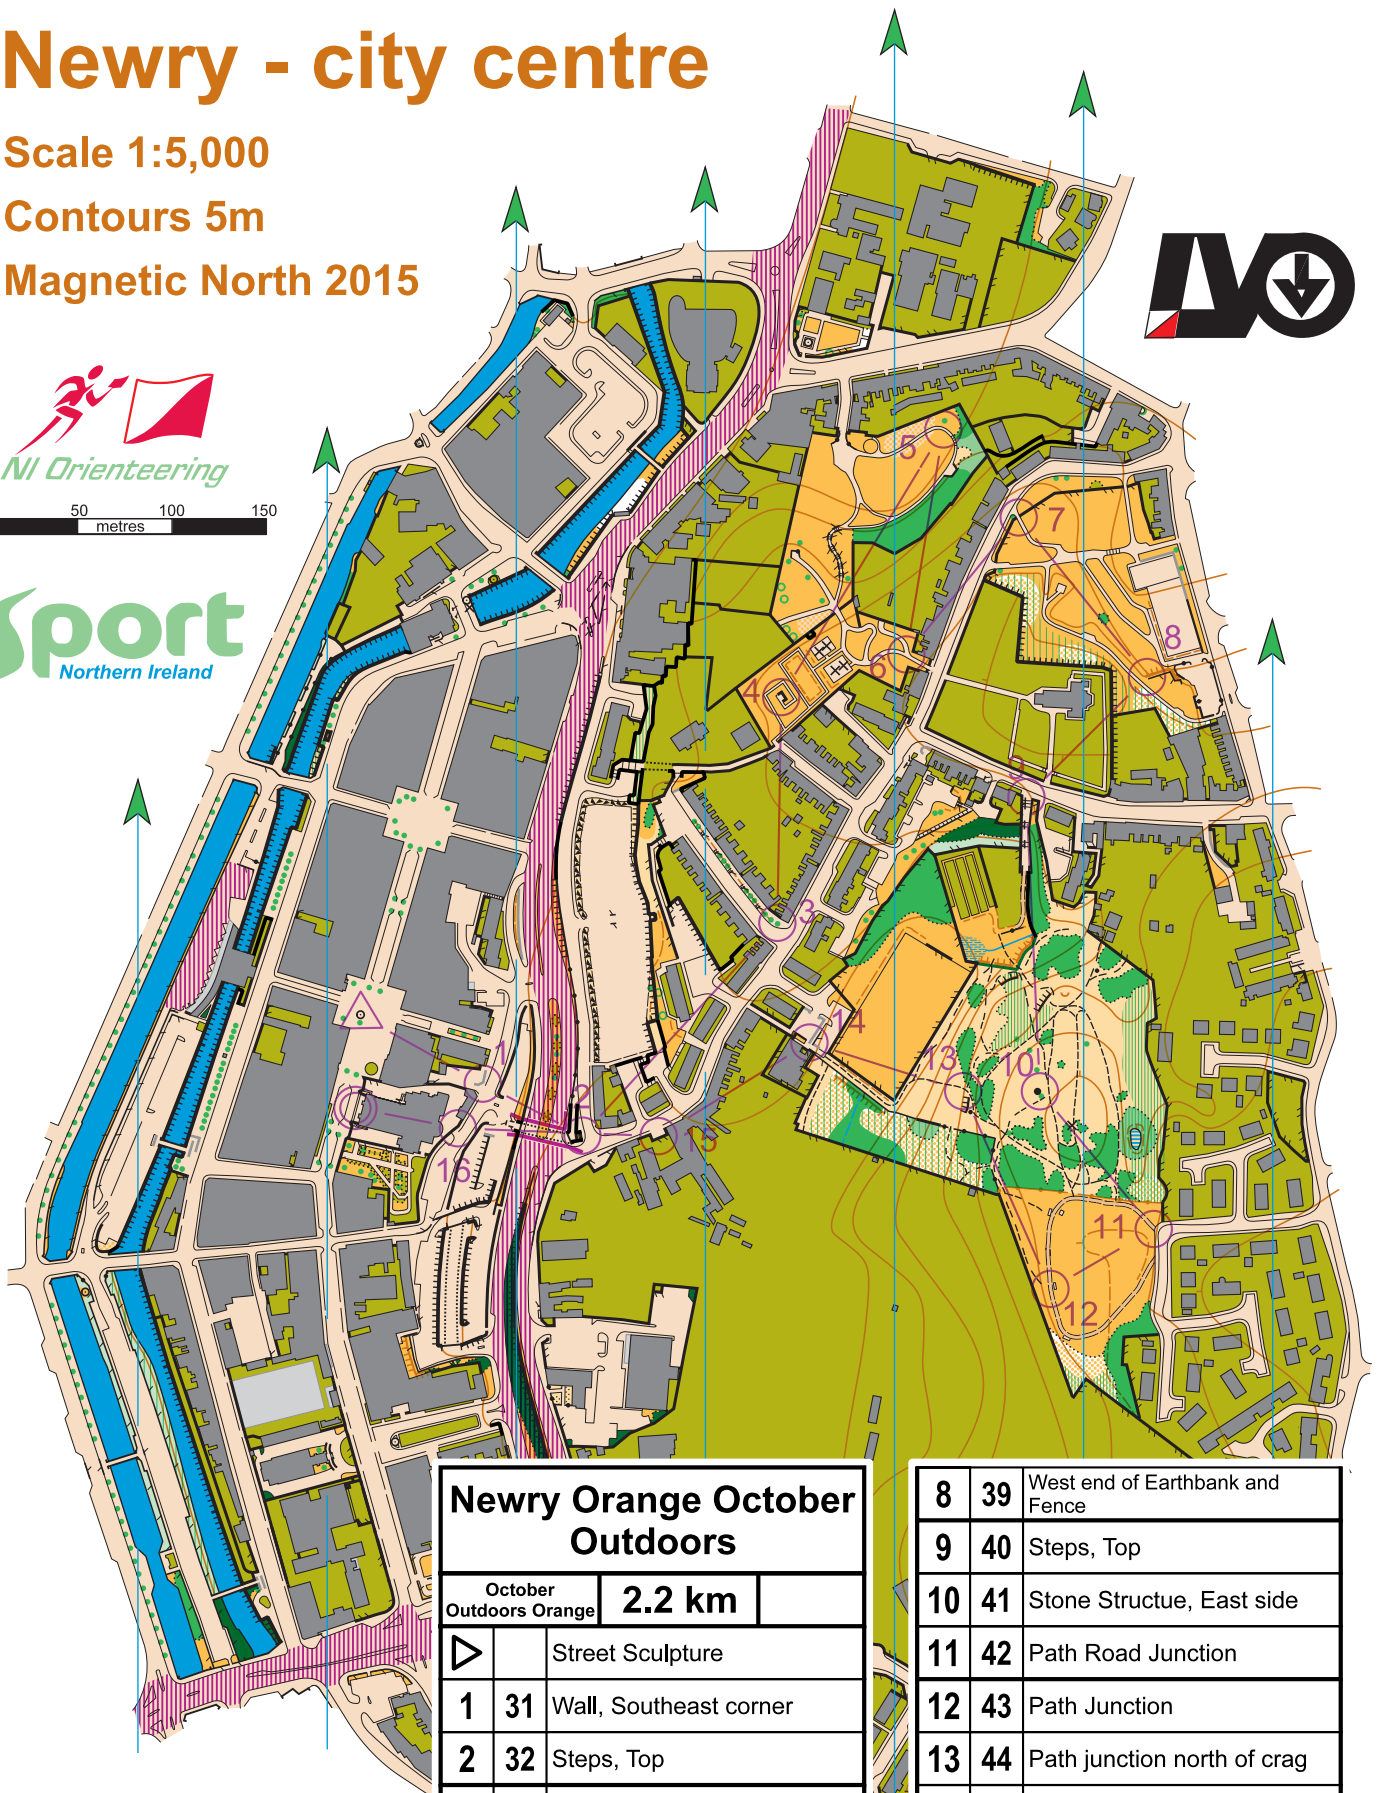 Newry - city centre
Scale 1:5,000
Contours 5m
Magnetic North 2015
LVO
NI Orienteering
50 100 150
metres
Sport
Northern Ireland
5
7
8
6
4
9
3
14
13
10
1
2
15
16
11
12
Newry Orange October
Outdoors
October
Outdoors Orange
2.2 km
Street Sculpture
1 31 Wall, Southeast corner
2 32 Steps, Top
8 39 West end of Earthbank and
Fence
9 40 Steps, Top
10 41 Stone Structue, East side
11 42 Path Road Junction
12 43 Path Junction
13 44 Path junction north of crag